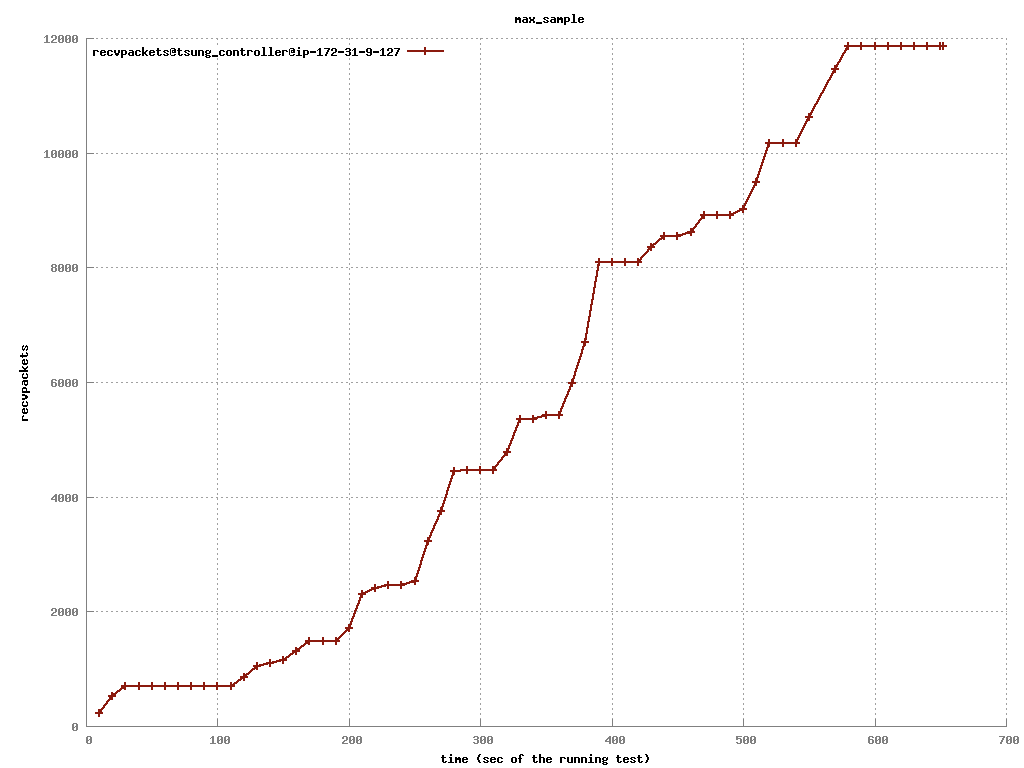 max_sample
recvpackets@tsung_controller@ip-172-31-9-127
12000
10000
8000
6000
4000
2000
0
recvpackets
0 100 200 300 400 500 600 700
time (sec of the running test)